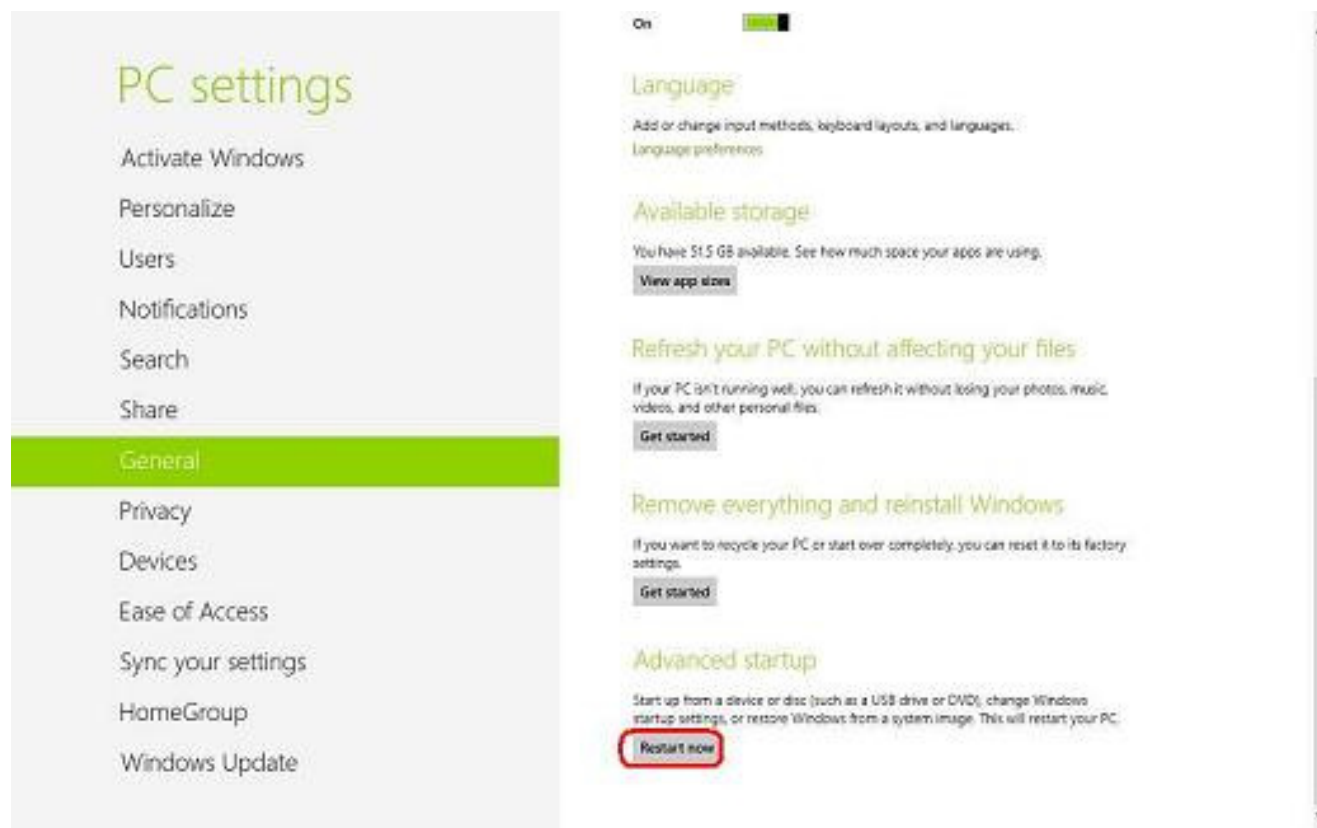 PC settings
Activate Windows
Personalize
Users
Notifications
Search
Share
General
Privacy
Devices
Ease of Access
Sync your settings
HomeGroup
Windows Update
On
Language
Add or change input methods, keyboard layouts, and languages.
Language preferences
Available storage
You have 51.5 GB available. See how much space your apps are using.
View app sizes
Refresh your PC without affecting your files
If your PC isn't running well, you can refresh it without losing your photos, music,
videos, and other personal files.
Get started
Remove everything and reinstall Windows
If you want to recycle your PC or start over completely, you can reset it to its factory
settings.
Get started
Advanced startup
Start up from a device or disc (such as a USB drive or DVD), change Windows
startup settings, or restore Windows from a system image. This will restart your PC.
Restart now